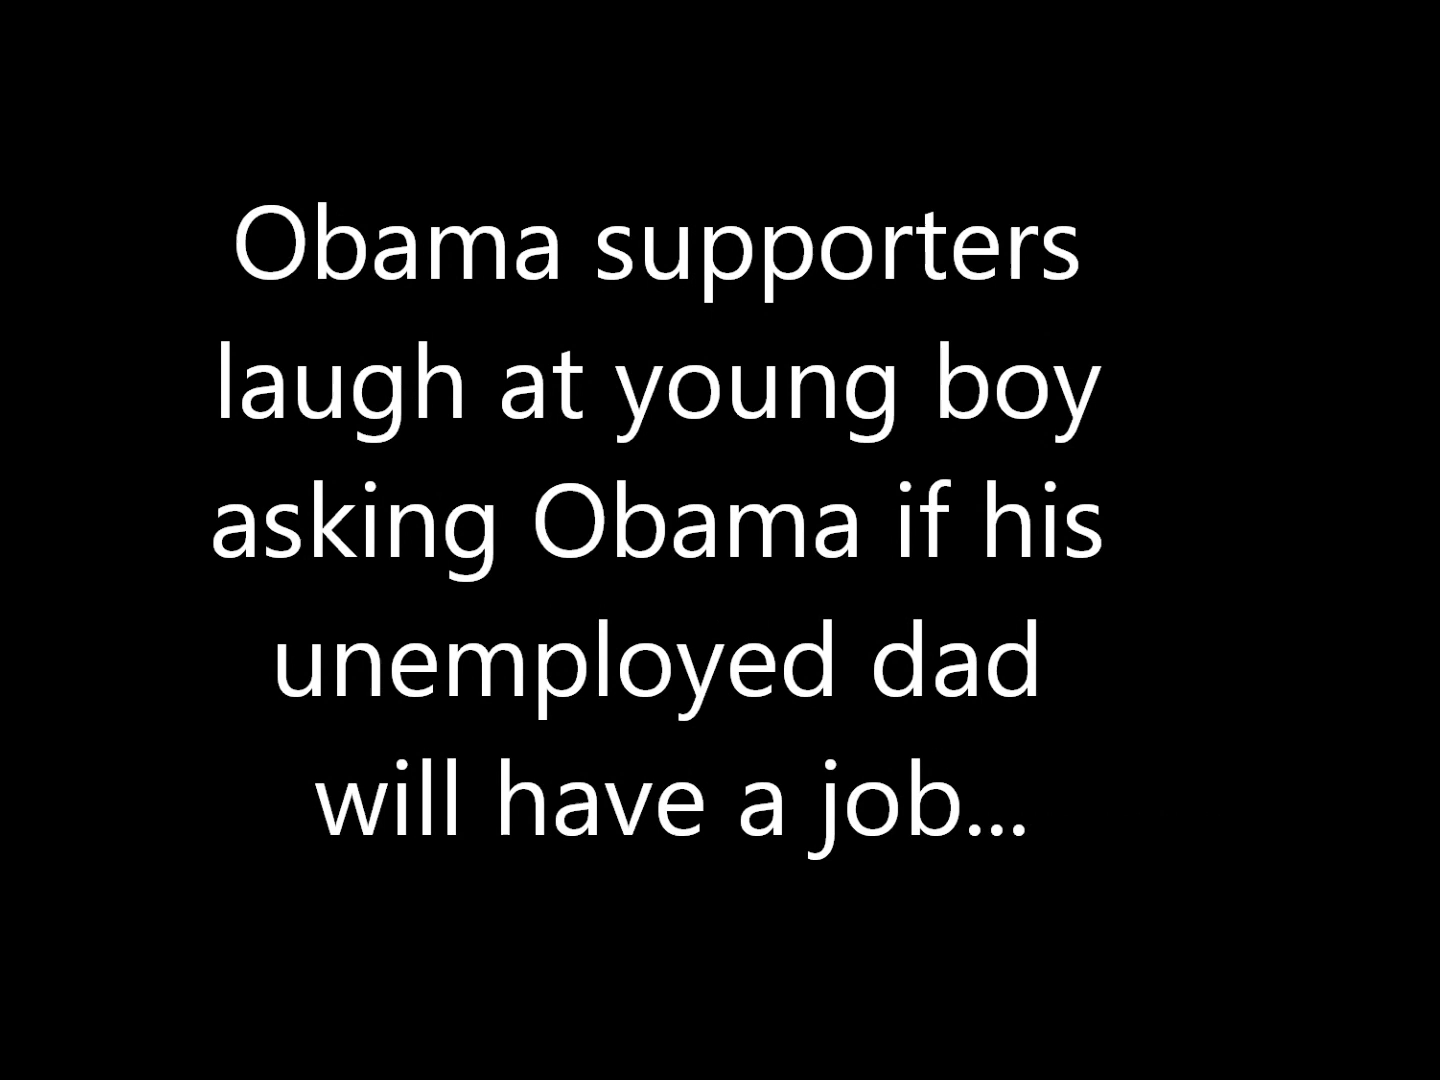 Obama supporters
laugh at young boy
asking Obama if his
unemployed dad
will have a job...